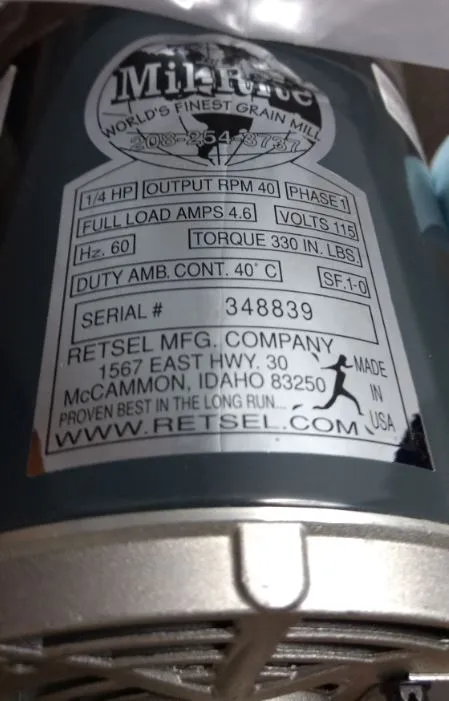 Mil-Rite
WORLD'S FINEST GRAIN MILL
208-254-3737
1/4 HP OUTPUT RPM 40 PHASE 1
FULL LOAD AMPS 4.6 VOLTS 115
Hz. 60 TORQUE 330 IN. LBS.
DUTY AMB. CONT. 40° C SF.1-0
SERIAL # 348839
RETSEL MFG. COMPANY
1567 EAST HWY. 30
McCAMMON, IDAHO 83250
PROVEN BEST IN THE LONG RUN...
WWW.RETSEL.COM
MADE
IN
USA